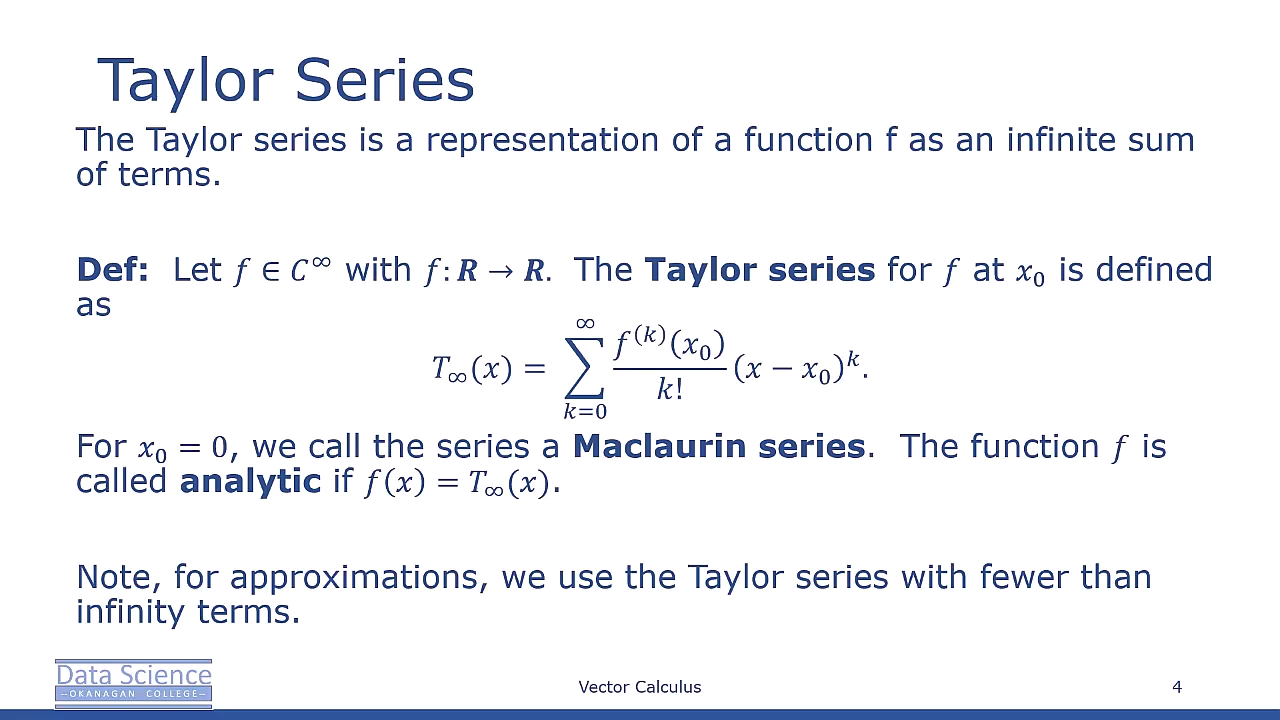 Taylor Series
The Taylor series is a representation of a function f as an infinite sum
of terms.
Def: Let 𝑓 ∈ 𝐶^∞ with 𝑓: 𝑹 → 𝑹. The Taylor series for 𝑓 at 𝑥₀ is defined
as
𝑇_∞(𝑥) = ∑_{𝑘=0}^{∞} 𝑓^(𝑘)(𝑥₀)/𝑘! (𝑥 − 𝑥₀)^𝑘.
For 𝑥₀ = 0, we call the series a Maclaurin series. The function 𝑓 is
called analytic if 𝑓(𝑥) = 𝑇_∞(𝑥).
Note, for approximations, we use the Taylor series with fewer than
infinity terms.
Data Science
—OKANAGAN COLLEGE—
Vector Calculus
4